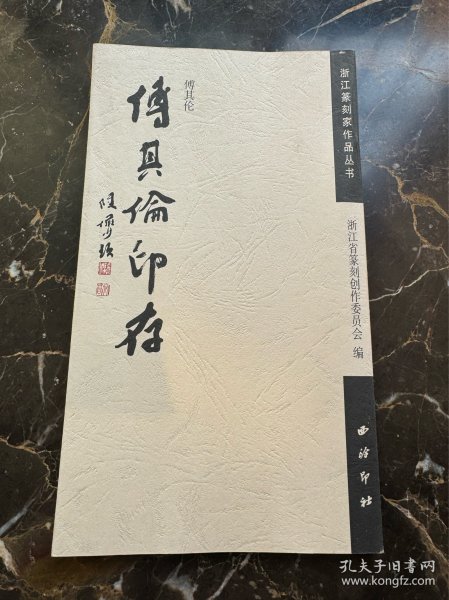 浙江篆刻家作品丛书
浙江省篆刻创作委员会 编
西泠印社
傅其伦
傅其倫印存
孔夫子旧书网
www.kongfz.com